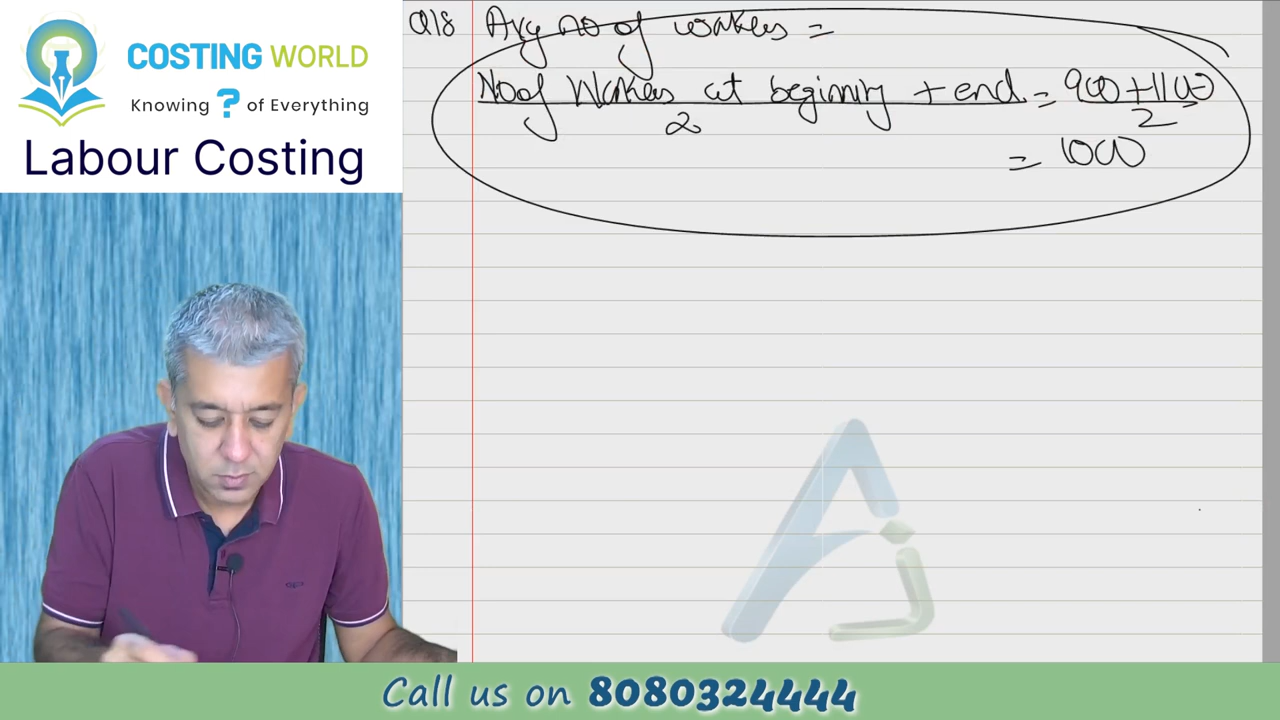 COSTING WORLD
Knowing ? of Everything
Labour Costing
Q18 Avg no of workers =
No of Workers at beginning + end = 900 + 1100
2 2
= 1000
Call us on 8080324444